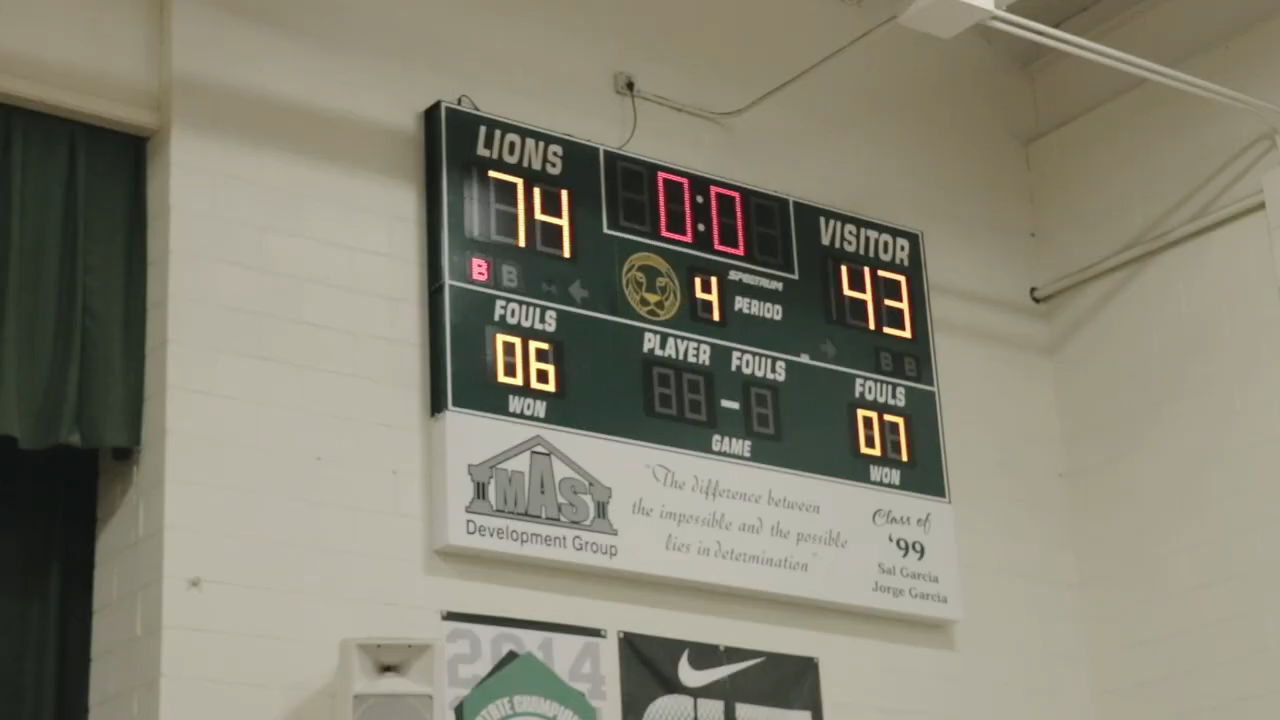 LIONS
74
0:0
VISITOR
43
B B
SPECTRUM
4 PERIOD
B B
FOULS
06
WON
PLAYER FOULS
GAME
FOULS
07
WON
MAS
Development Group
"The difference between
the impossible and the possible
lies in determination"
Class of
'99
Sal Garcia
Jorge Garcia
2014
STATE CHAMPIONS